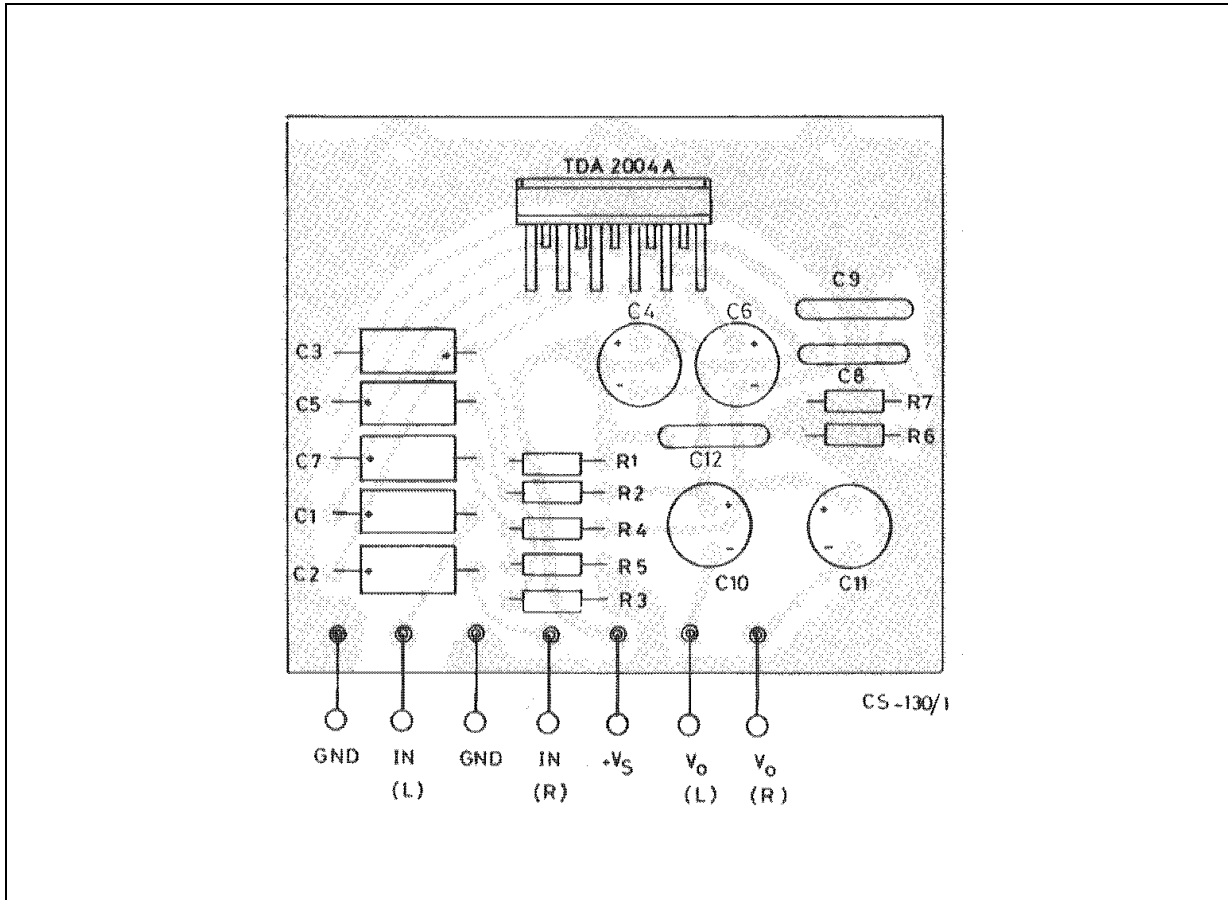 TDA 2004A
C9
C4 C6
C3
C8
C5 R7
R6
C12
C7 R1
R2
C1 R4
C2 R5
C10 C11
R3
CS-130/1
GND IN GND IN +VS Vo Vo
(L) (R) (L) (R)